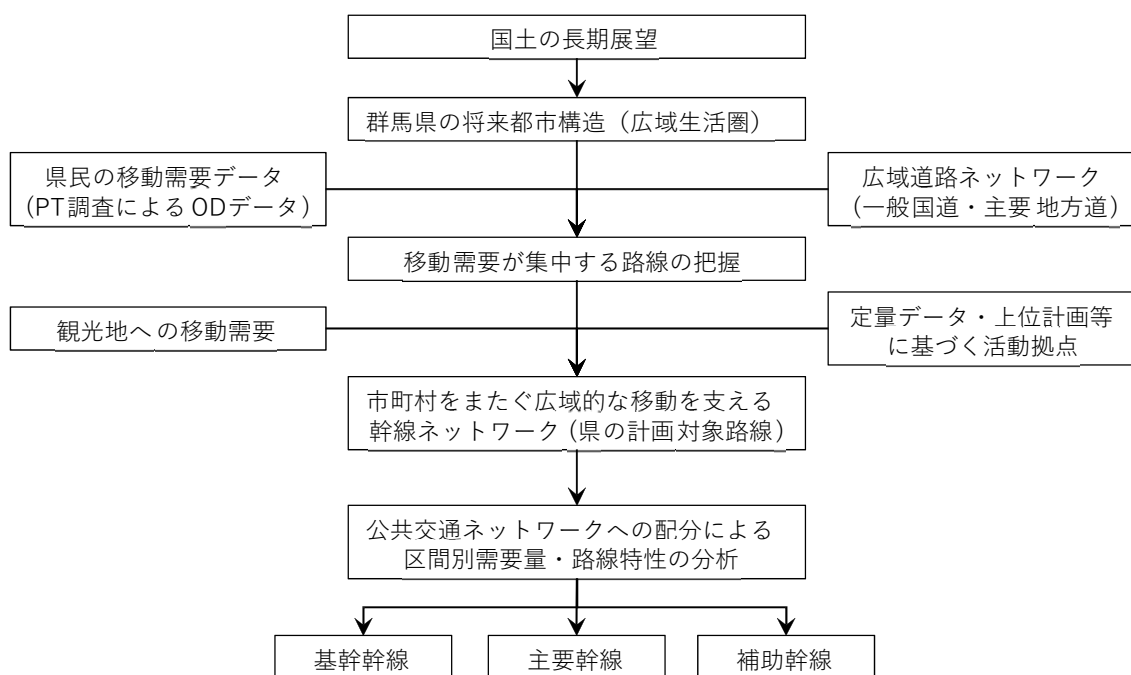 国土の長期展望
群馬県の将来都市構造（広域生活圏）
県民の移動需要データ
(PT調査によるODデータ)
広域道路ネットワーク
(一般国道・主要地方道)
移動需要が集中する路線の把握
観光地への移動需要
定量データ・上位計画等
に基づく活動拠点
市町村をまたぐ広域的な移動を支える
幹線ネットワーク(県の計画対象路線)
公共交通ネットワークへの配分による
区間別需要量・路線特性の分析
基幹幹線
主要幹線
補助幹線